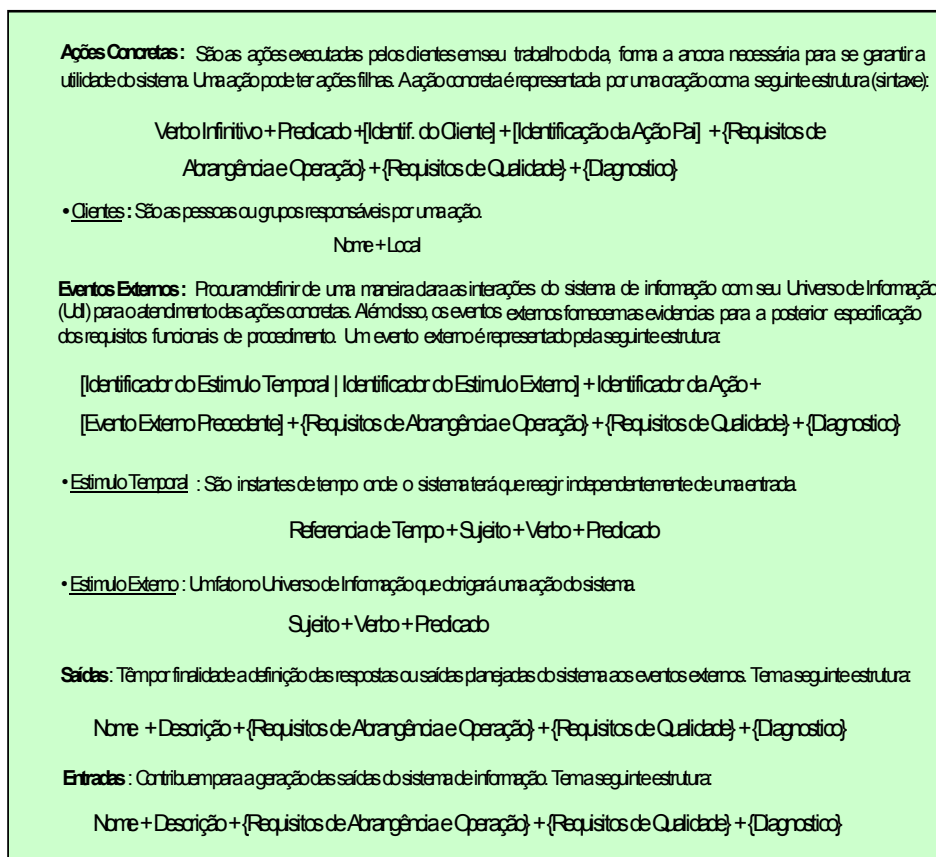 Ações Concretas : São as ações executadas pelos clientes em seu trabalho do dia, forma a ancora necessária para se garantir a
utilidade do sistema. Uma ação pode ter ações filhas. A ação concreta é representada por uma oração com a seguinte estrutura (sintaxe):
Verbo Infinitivo + Predicado +[Identif. do Cliente] + [Identificação da Ação Pai] + {Requisitos de
Abrangência e Operação} + {Requisitos de Qualidade} + {Diagnostico}
• Clientes : São as pessoas ou grupos responsáveis por uma ação.
Nome + Local
Eventos Externos : Procuram definir de uma maneira clara as interações do sistema de informação com seu Universo de Informação
(UdI) para o atendimento das ações concretas. Além disso, os eventos externos fornecem as evidencias para a posterior especificação
dos requisitos funcionais de procedimento. Um evento externo é representado pela seguinte estrutura:
[Identificador do Estimulo Temporal | Identificador do Estimulo Externo] + Identificador da Ação +
[Evento Externo Precedente] + {Requisitos de Abrangência e Operação} + {Requisitos de Qualidade} + {Diagnostico}
• Estimulo Temporal : São instantes de tempo onde o sistema terá que reagir independentemente de uma entrada.
Referencia de Tempo + Sujeito + Verbo + Predicado
• Estimulo Externo : Um fato no Universo de Informação que obrigará uma ação do sistema.
Sujeito + Verbo + Predicado
Saídas : Têm por finalidade a definição das respostas ou saídas planejadas do sistema aos eventos externos. Tem a seguinte estrutura:
Nome + Descrição + {Requisitos de Abrangência e Operação} + {Requisitos de Qualidade} + {Diagnostico}
Entradas : Contribuem para a geração das saídas do sistema de informação. Tem a seguinte estrutura:
Nome + Descrição + {Requisitos de Abrangência e Operação} + {Requisitos de Qualidade} + {Diagnostico}